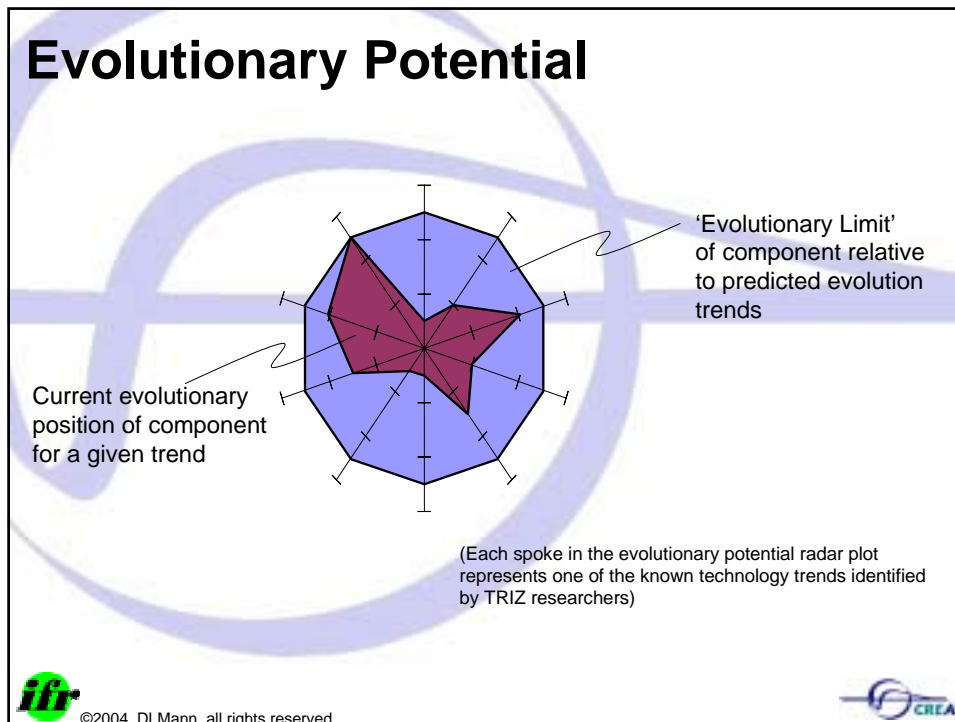 Evolutionary Potential
‘Evolutionary Limit’
of component relative
to predicted evolution
trends
Current evolutionary
position of component
for a given trend
(Each spoke in the evolutionary potential radar plot
represents one of the known technology trends identified
by TRIZ researchers)
ifr
©2004, DLMann, all rights reserved
CREA